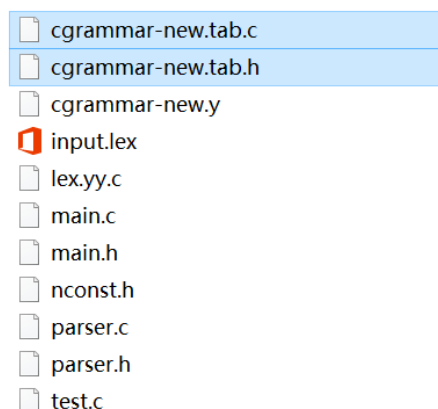 cgrammar-new.tab.c
cgrammar-new.tab.h
cgrammar-new.y
input.lex
lex.yy.c
main.c
main.h
nconst.h
parser.c
parser.h
test.c